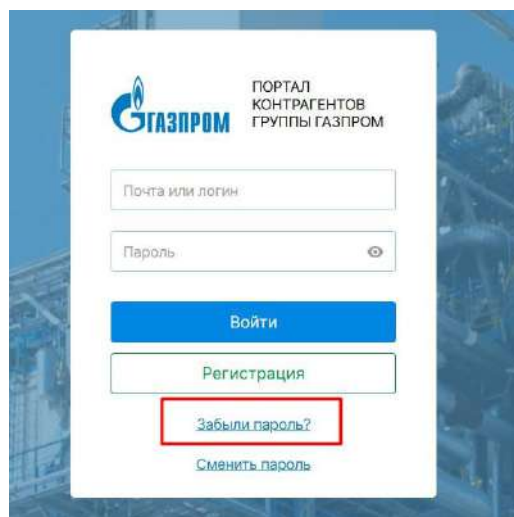 ГАЗПРОМ
ПОРТАЛ
КОНТРАГЕНТОВ
ГРУППЫ ГАЗПРОМ
Почта или логин
Пароль
Войти
Регистрация
Забыли пароль?
Сменить пароль